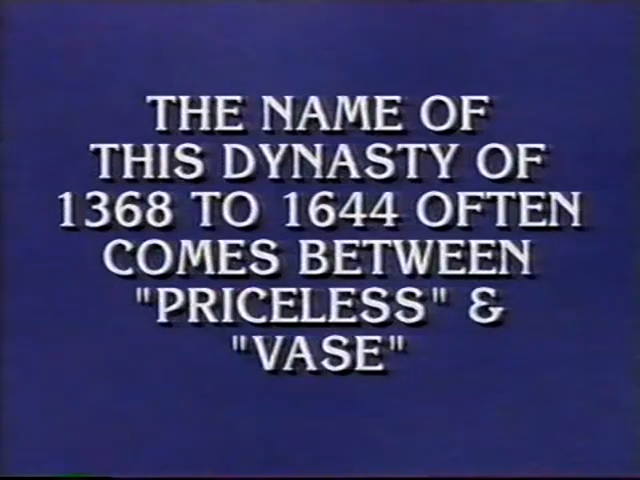 THE NAME OF
THIS DYNASTY OF
1368 TO 1644 OFTEN
COMES BETWEEN
"PRICELESS" &
"VASE"